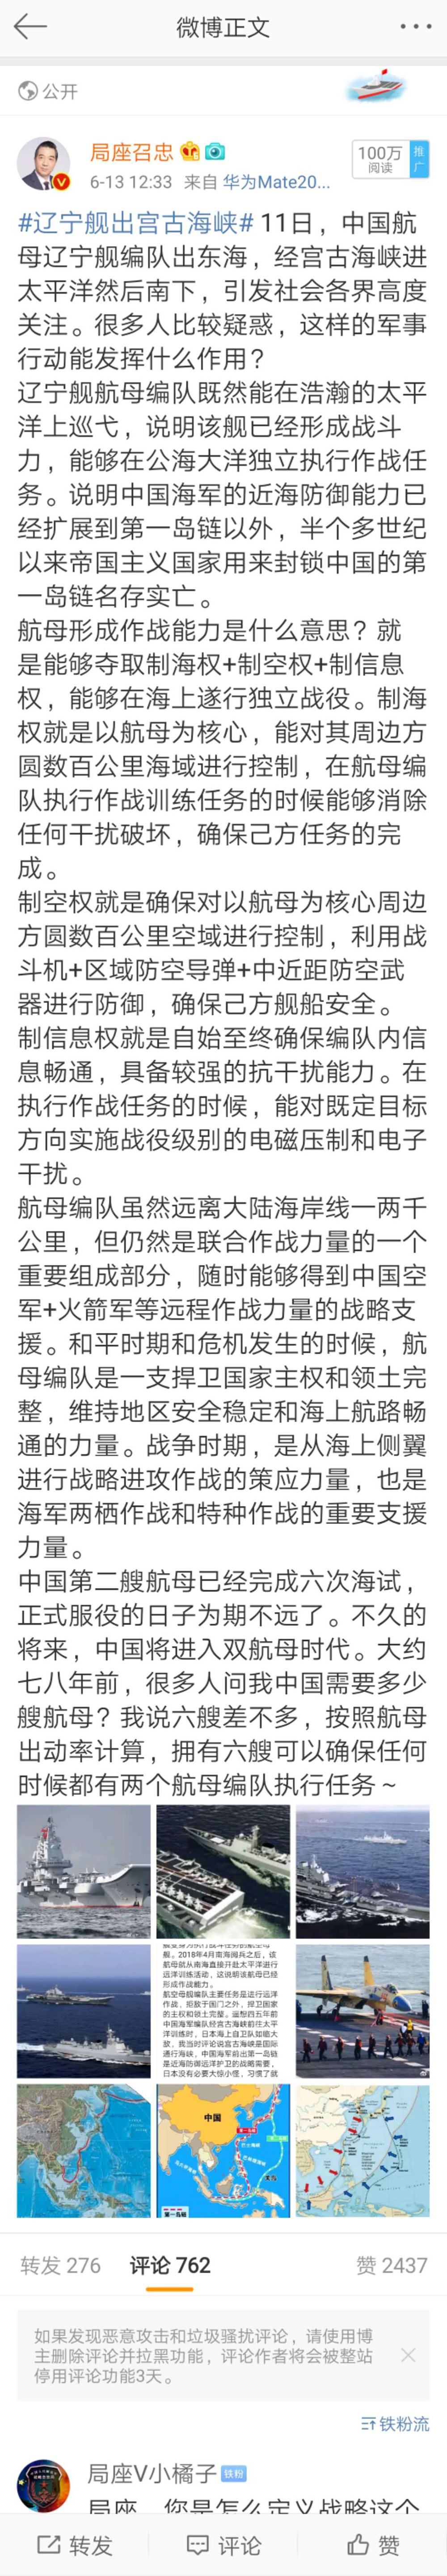 微博正文
公开
局座召忠
100万
阅读
推广
6-13 12:33 来自 华为Mate20...
#辽宁舰出宫古海峡# 11日，中国航
母辽宁舰编队出东海，经宫古海峡进
太平洋然后南下，引发社会各界高度
关注。很多人比较疑惑，这样的军事
行动能发挥什么作用？
辽宁舰航母编队既然能在浩瀚的太平
洋上巡弋，说明该舰已经形成战斗
力，能够在公海大洋独立执行作战任
务。说明中国海军的近海防御能力已
经扩展到第一岛链以外，半个多世纪
以来帝国主义国家用来封锁中国的第
一岛链名存实亡。
航母形成作战能力是什么意思？就
是能够夺取制海权+制空权+制信息
权，能够在海上遂行独立战役。制海
权就是以航母为核心，能对其周边方
圆数百公里海域进行控制，在航母编
队执行作战训练任务的时候能够消除
任何干扰破坏，确保己方任务的完
成。
制空权就是确保对以航母为核心周边
方圆数百公里空域进行控制，利用战
斗机+区域防空导弹+中近距防空武
器进行防御，确保己方舰船安全。
制信息权就是自始至终确保编队内信
息畅通，具备较强的抗干扰能力。在
执行作战任务的时候，能对既定目标
方向实施战役级别的电磁压制和电子
干扰。
航母编队虽然远离大陆海岸线一两千
公里，但仍然是联合作战力量的一个
重要组成部分，随时能够得到中国空
军+火箭军等远程作战力量的战略支
援。和平时期和危机发生的时候，航
母编队是一支捍卫国家主权和领土完
整，维持地区安全稳定和海上航路畅
通的力量。战争时期，是从海上侧翼
进行战略进攻作战的策应力量，也是
海军两栖作战和特种作战的重要支援
力量。
中国第二艘航母已经完成六次海试，
正式服役的日子为期不远了。不久的
将来，中国将进入双航母时代。大约
七八年前，很多人问我中国需要多少
艘航母？我说六艘差不多，按照航母
出动率计算，拥有六艘可以确保任何
时候都有两个航母编队执行任务～
舰。2018年4月南海阅兵之后，该
航母就从南海直接开赴太平洋进行
远洋训练活动，这说明该航母已经
形成作战能力。
航空母舰编队主要任务是远行远洋
作战，拒敌于国门之外，捍卫国家
的主权和领土完整。遥想四五年前
中国海军编队经宫古海峡前往太平
洋训练时，日本海上自卫队如临大
敌，我当时评论说宫古海峡是国际
通行海峡，中国海军前出第一岛链
是近海防御远洋护卫的战略需要，
日本没有必要大惊小怪，习惯了就
中国
第一岛链
转发 276
评论 762
赞 2437
如果发现恶意攻击和垃圾骚扰评论，请使用博
主删除评论并拉黑功能，评论作者将会被整站
停用评论功能3天。
铁粉流
局座V小橘子 铁粉
局座，您是怎么定义战略这个
转发
评论
赞